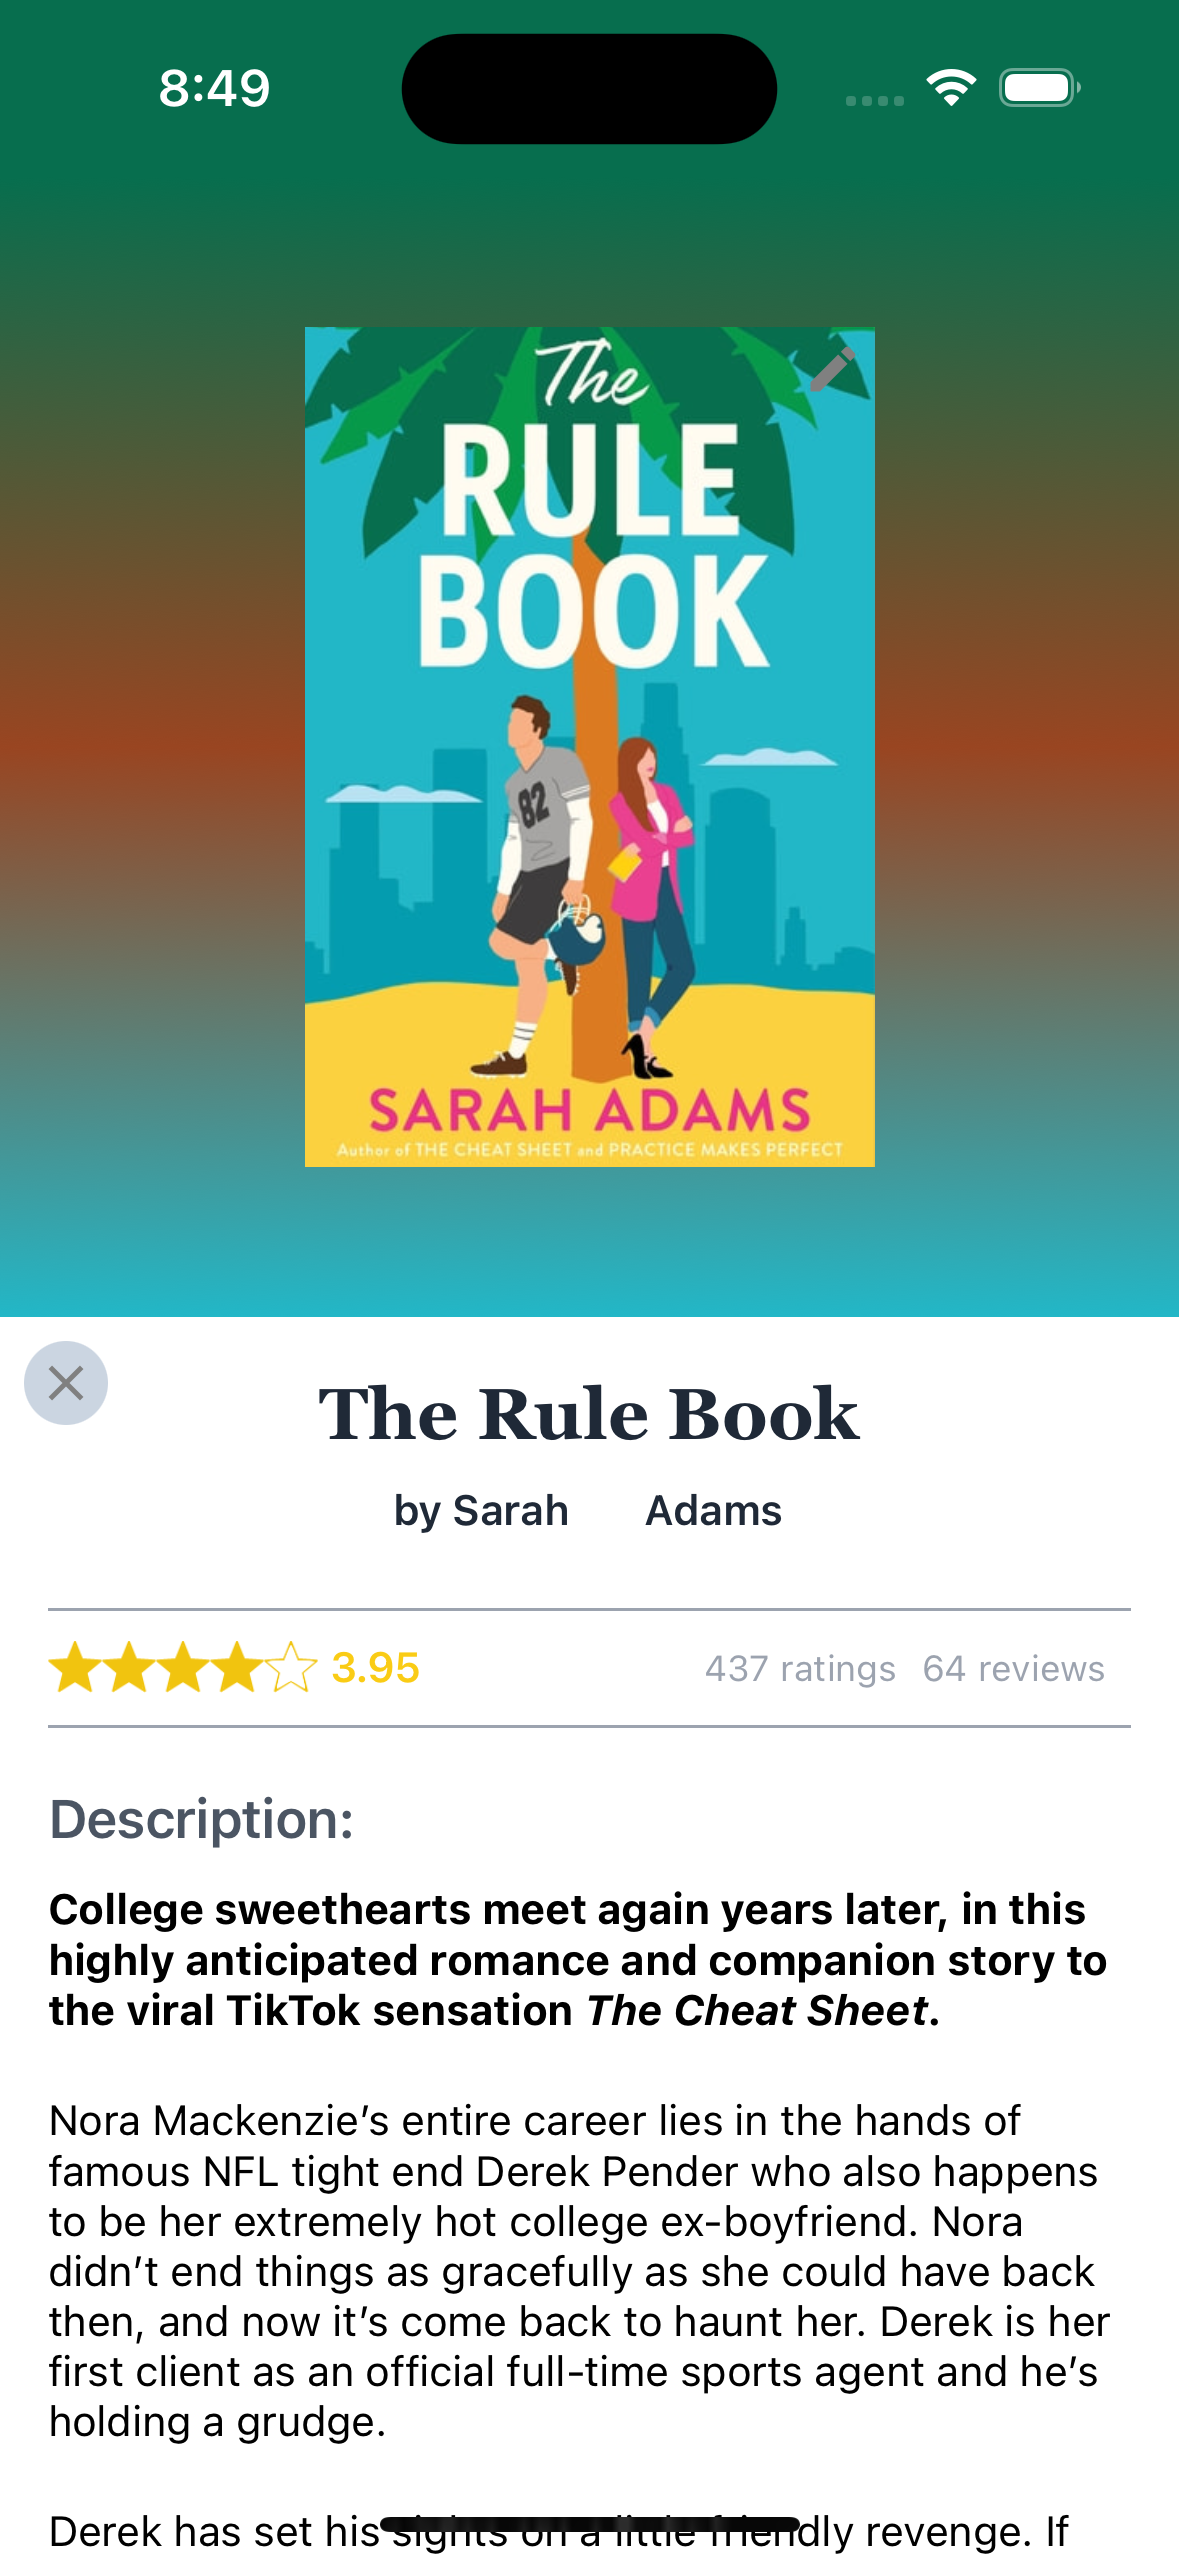 8:49
The
RULE
BOOK
82
SARAH ADAMS
Author of THE CHEAT SHEET and PRACTICE MAKES PERFECT
The Rule Book
by Sarah Adams
3.95 437 ratings 64 reviews
Description:
College sweethearts meet again years later, in this
highly anticipated romance and companion story to
the viral TikTok sensation The Cheat Sheet.
Nora Mackenzie’s entire career lies in the hands of
famous NFL tight end Derek Pender who also happens
to be her extremely hot college ex-boyfriend. Nora
didn’t end things as gracefully as she could have back
then, and now it’s come back to haunt her. Derek is her
first client as an official full-time sports agent and he’s
holding a grudge.
Derek has set his sights on a little friendly revenge. If